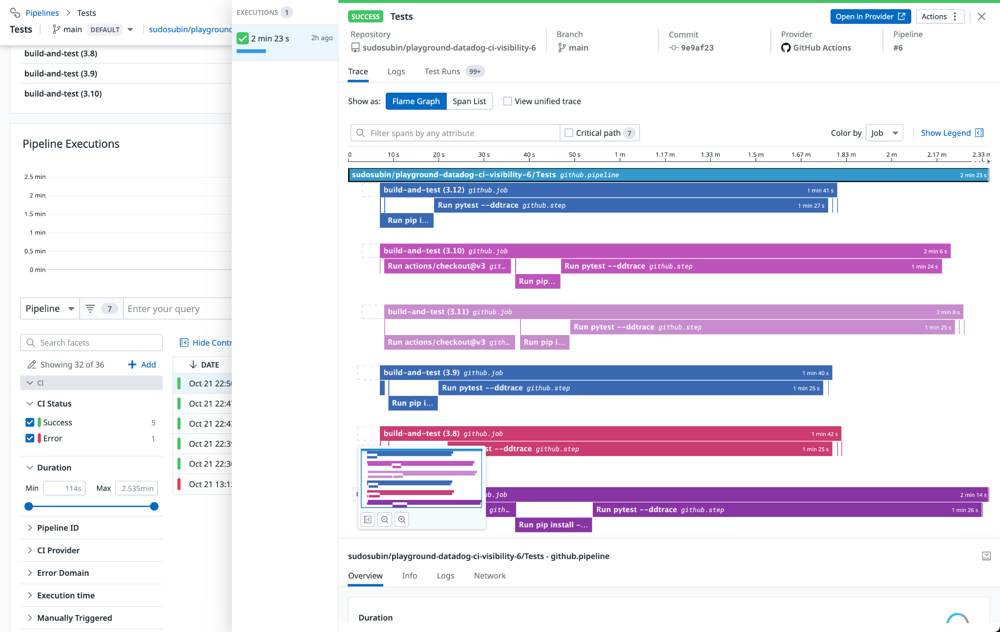 Pipelines > Tests
Tests main DEFAULT sudosubin/playground
build-and-test (3.8)
build-and-test (3.9)
build-and-test (3.10)
Pipeline Executions
2.5 min
2 min
1.5 min
1 min
0.5 min
0 min
Pipeline 7 Enter your query
Search facets
Hide Contr
Showing 32 of 36
Add
DATE
CI
Oct 21 22:5
CI Status
Oct 21 22:4
Success 5
Oct 21 22:4
Error 1
Oct 21 22:3
Oct 21 22:3
Duration
Oct 21 13:1
Min 114s Max 2.535min
Pipeline ID
CI Provider
Error Domain
Execution time
Manually Triggered
EXECUTIONS 1
2 min 23 s 2h ago
SUCCESS Tests
Open in Provider Actions
Repository Branch Commit Provider Pipeline
sudosubin/playground-datadog-ci-visibility-6 main 9e9af23 GitHub Actions #6
Trace Logs Test Runs 99+
Show as: Flame Graph Span List View unified trace
Filter spans by any attribute Critical path 7 Color by Job Show Legend
0 10 s 20 s 30 s 40 s 50 s 1 m 1.17 m 1.33 m 1.5 m 1.67 m 1.83 m 2 m 2.17 m 2.33 m
sudosubin/playground-datadog-ci-visibility-6/Tests github.pipeline 2 min 23 s
build-and-test (3.12) github.job 1 min 41 s
Run pytest --ddtrace github.step 1 min 27 s
Run pip i...
build-and-test (3.10) github.job 2 min 6 s
Run actions/checkout@v3 git... Run pytest --ddtrace github.step 1 min 24 s
Run pip...
build-and-test (3.11) github.job 2 min 8 s
Run pytest --ddtrace github.step 1 min 25 s
Run actions/checkout@v3 gith... Run pip i...
build-and-test (3.9) github.job 1 min 40 s
Run pytest --ddtrace github.step 1 min 25 s
Run pip i...
build-and-test (3.8) github.job 1 min 42 s
st --ddtrace github.step 1 min 25 s
b.job 2 min 14 s
gith... Run pytest --ddtrace github.step 1 min 26 s
Run pip install -...
sudosubin/playground-datadog-ci-visibility-6/Tests - github.pipeline
Overview Info Logs Network
Duration